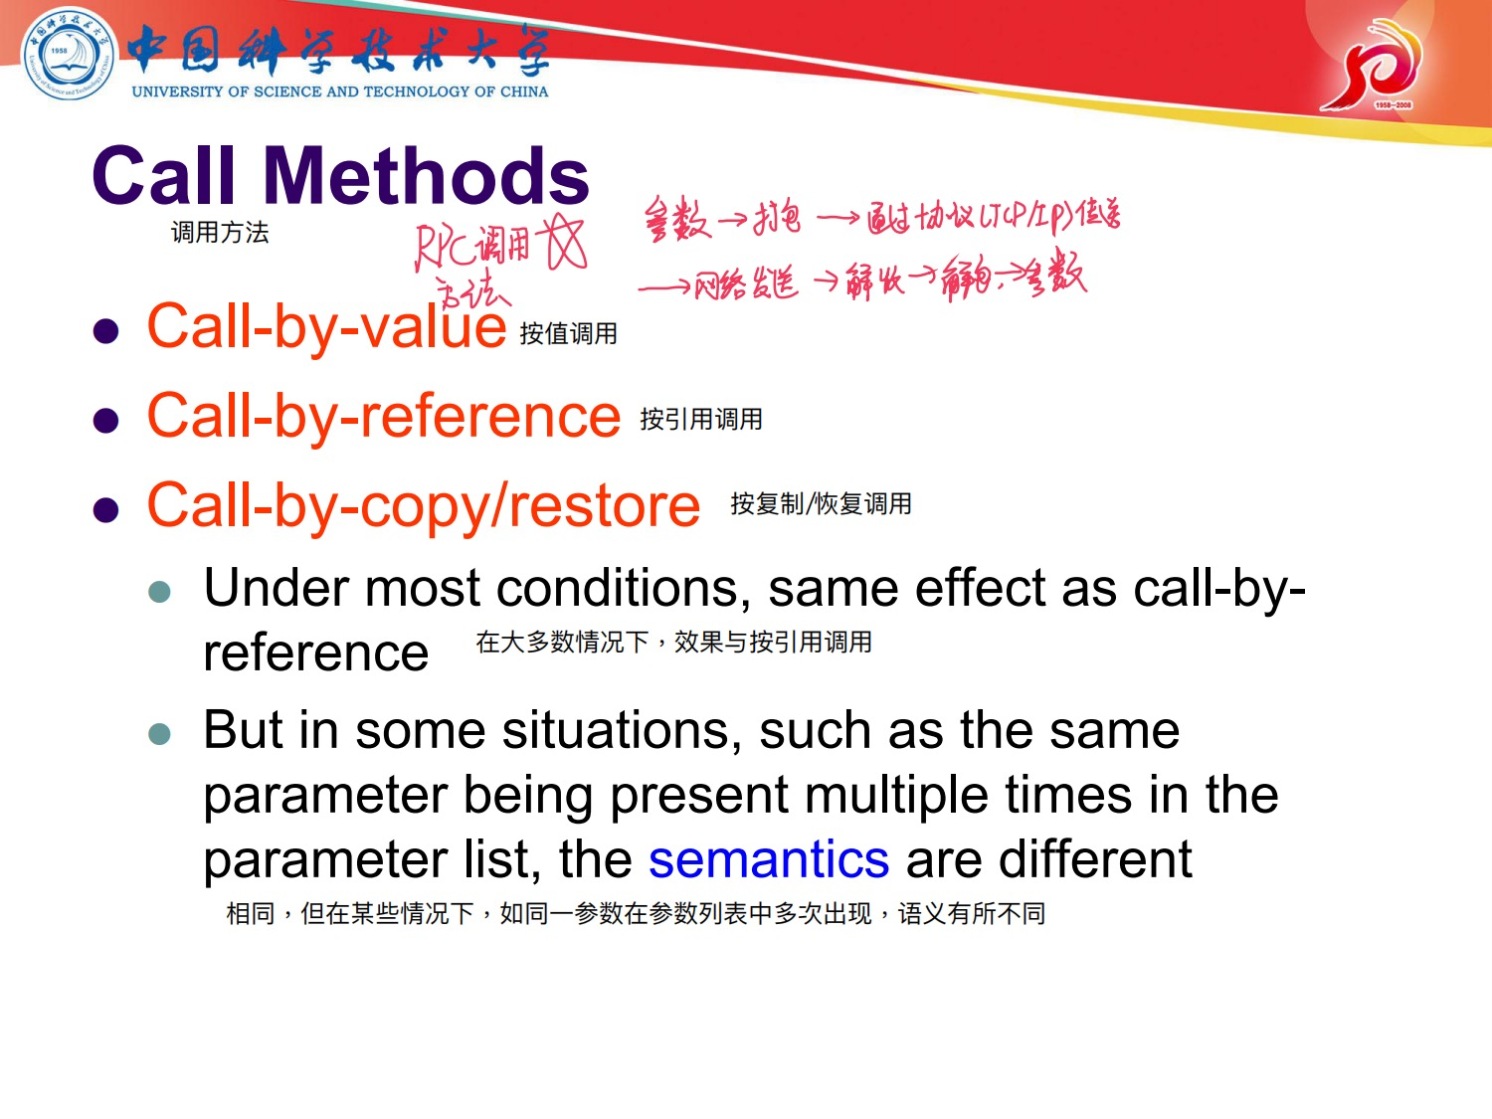 中国科学技术大学
UNIVERSITY OF SCIENCE AND TECHNOLOGY OF CHINA
1958
1958-2008
Call Methods
调用方法
RPC调用
方法
参数→打包→通过协议(TCP/IP)传送
→网络发送→接收→解包→参数
Call-by-value 按值调用
Call-by-reference 按引用调用
Call-by-copy/restore 按复制/恢复调用
Under most conditions, same effect as call-by-
reference 在大多数情况下，效果与按引用调用
But in some situations, such as the same
parameter being present multiple times in the
parameter list, the semantics are different
相同，但在某些情况下，如同一参数在参数列表中多次出现，语义有所不同